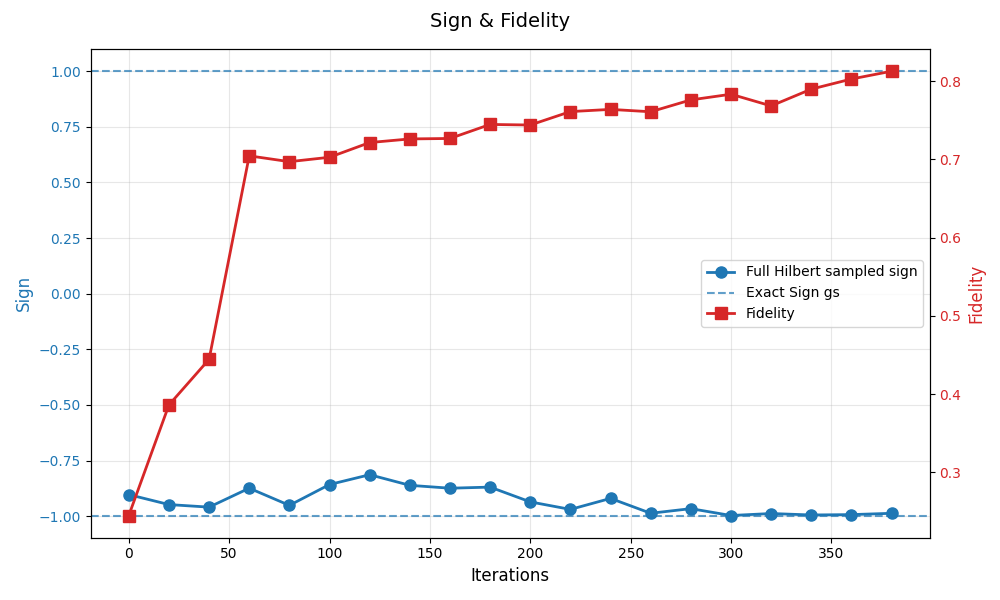 Sign & Fidelity
1.00
0.75
0.50
0.25
0.00
−0.25
−0.50
−0.75
−1.00
Sign
0.8
0.7
0.6
0.5
0.4
0.3
Fidelity
Full Hilbert sampled sign
Exact Sign gs
Fidelity
0 50 100 150 200 250 300 350
Iterations